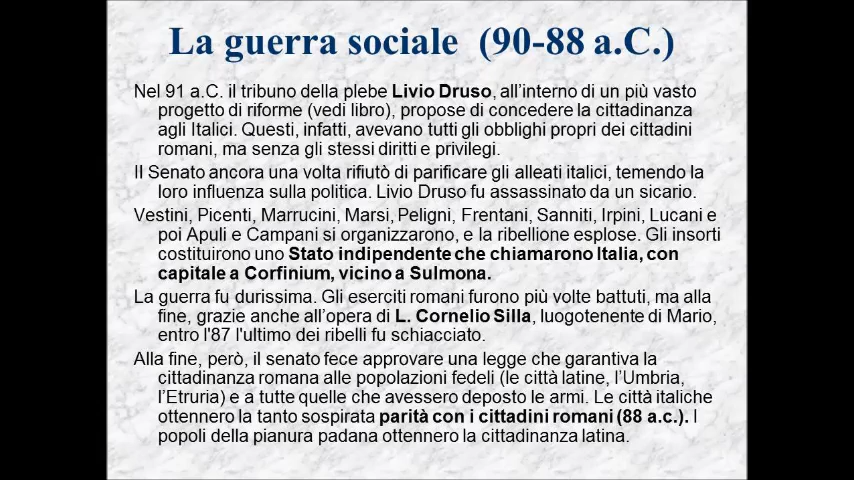 La guerra sociale (90-88 a.C.)
Nel 91 a.C. il tribuno della plebe Livio Druso, all'interno di un più vasto
progetto di riforme (vedi libro), propose di concedere la cittadinanza
agli Italici. Questi, infatti, avevano tutti gli obblighi propri dei cittadini
romani, ma senza gli stessi diritti e privilegi.
Il Senato ancora una volta rifiutò di parificare gli alleati italici, temendo la
loro influenza sulla politica. Livio Druso fu assassinato da un sicario.
Vestini, Picenti, Marrucini, Marsi, Peligni, Frentani, Sanniti, Irpini, Lucani e
poi Apuli e Campani si organizzarono, e la ribellione esplose. Gli insorti
costituirono uno Stato indipendente che chiamarono Italia, con
capitale a Corfinium, vicino a Sulmona.
La guerra fu durissima. Gli eserciti romani furono più volte battuti, ma alla
fine, grazie anche all'opera di L. Cornelio Silla, luogotenente di Mario,
entro l'87 l'ultimo dei ribelli fu schiacciato.
Alla fine, però, il senato fece approvare una legge che garantiva la
cittadinanza romana alle popolazioni fedeli (le città latine, l'Umbria,
l'Etruria) e a tutte quelle che avessero deposto le armi. Le città italiche
ottennero la tanto sospirata parità con i cittadini romani (88 a.c.). I
popoli della pianura padana ottennero la cittadinanza latina.